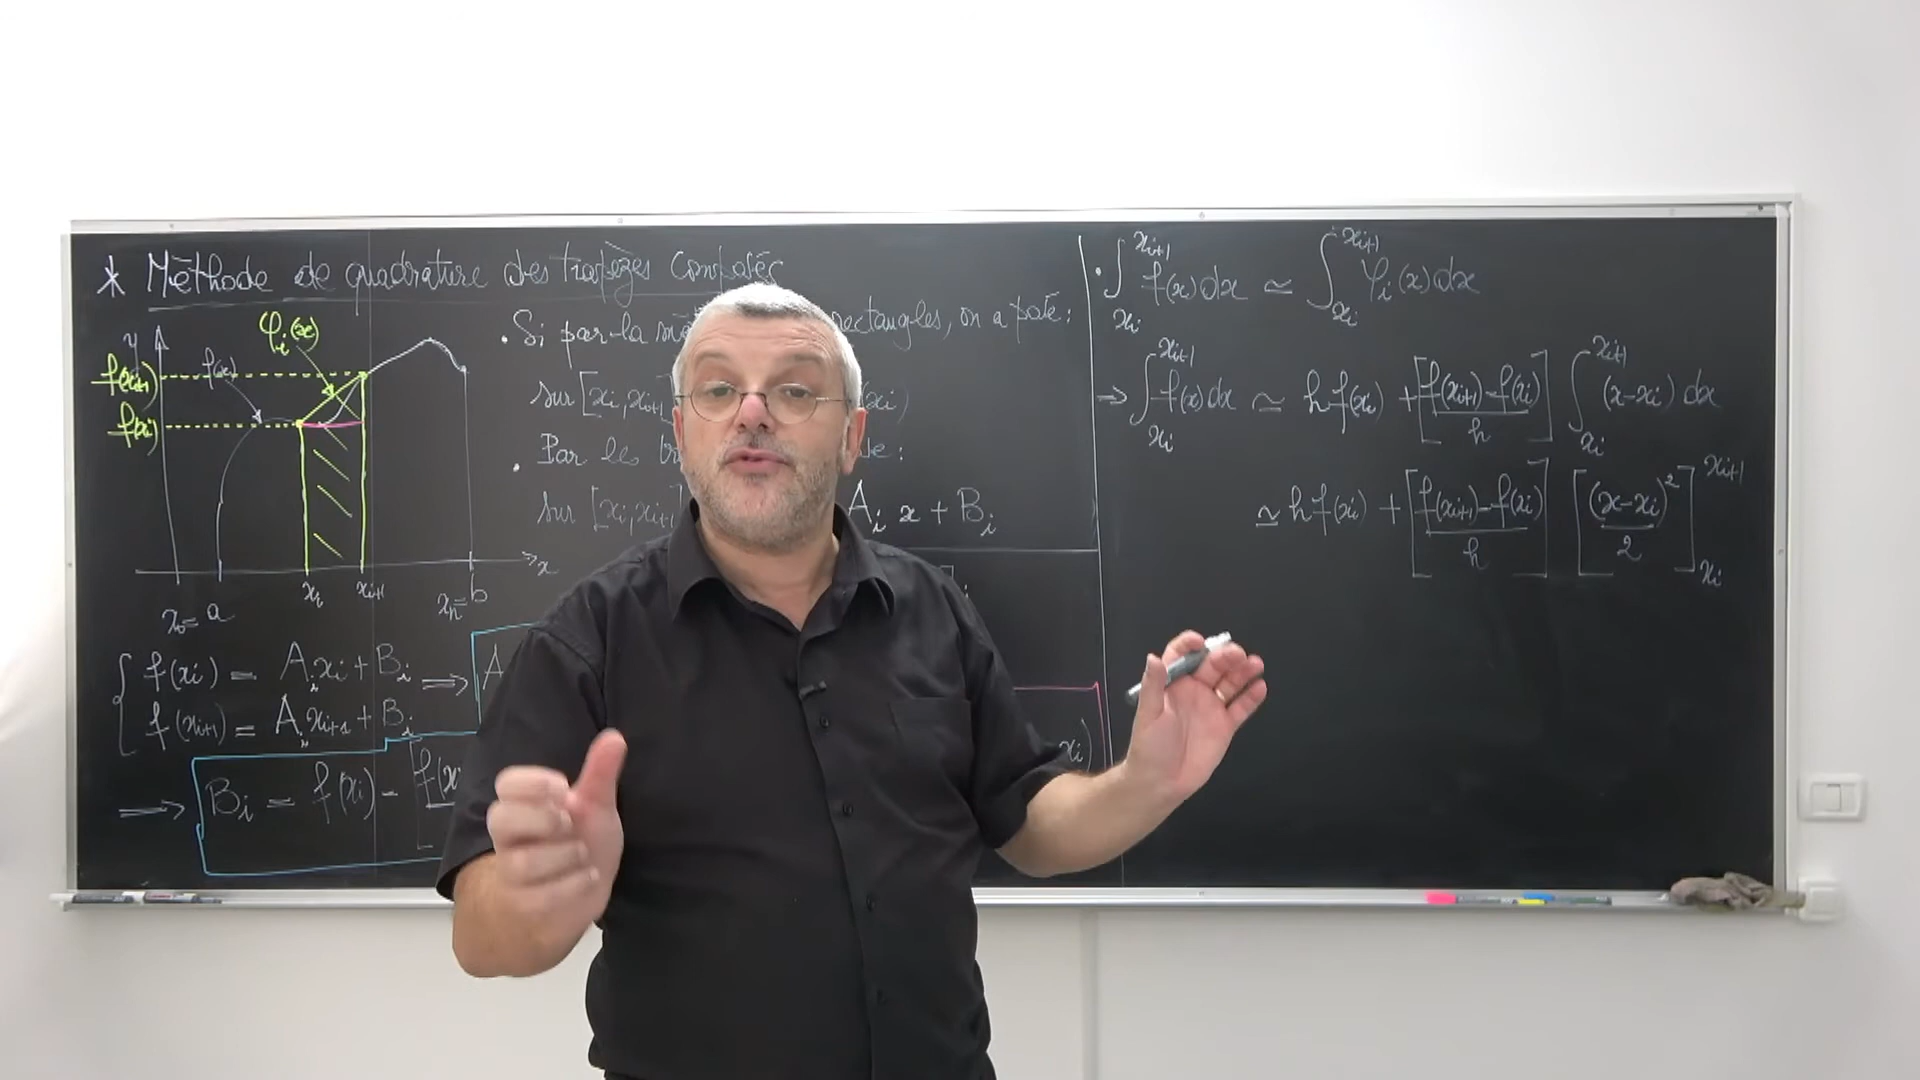 * Méthode de quadrature des trapèzes composée
y
φi(x)
f(x)
f(xi+1)
f(xi)
x
xi
xi+1
x0=a
xn=b
• Si par la rectangles, on a posé:
sur [xi, xi+1] (xi)
• Par les
sur [xi, xi+1] Ai x + Bi
{ f(xi) = Ai xi + Bi ⟹ A
f(xi+1) = Ai xi+1 + Bi
⟹ Bi = f(xi) - [f(x
xi)
• ∫xi^xi+1 f(x)dx ≃ ∫xi^xi+1 φi(x)dx
⇒ ∫xi^xi+1 f(x)dx ≃ h f(xi) + [(f(xi+1) - f(xi))/h] ∫xi^xi+1 (x-xi) dx
≃ h f(xi) + [(f(xi+1) - f(xi))/h] [(x-xi)²/2]xi^xi+1